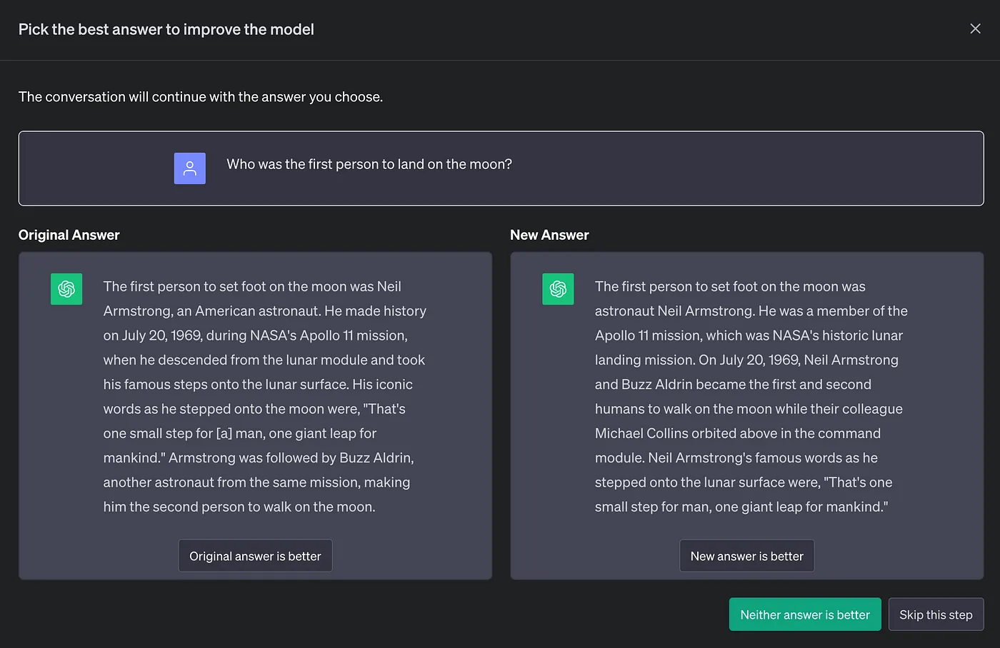 Pick the best answer to improve the model
The conversation will continue with the answer you choose.
Who was the first person to land on the moon?
Original Answer
The first person to set foot on the moon was Neil
Armstrong, an American astronaut. He made history
on July 20, 1969, during NASA's Apollo 11 mission,
when he descended from the lunar module and took
his famous steps onto the lunar surface. His iconic
words as he stepped onto the moon were, "That's
one small step for [a] man, one giant leap for
mankind." Armstrong was followed by Buzz Aldrin,
another astronaut from the same mission, making
him the second person to walk on the moon.
Original answer is better
New Answer
The first person to set foot on the moon was
astronaut Neil Armstrong. He was a member of the
Apollo 11 mission, which was NASA's historic lunar
landing mission. On July 20, 1969, Neil Armstrong
and Buzz Aldrin became the first and second
humans to walk on the moon while their colleague
Michael Collins orbited above in the command
module. Neil Armstrong's famous words as he
stepped onto the lunar surface were, "That's one
small step for man, one giant leap for mankind."
New answer is better
Neither answer is better
Skip this step